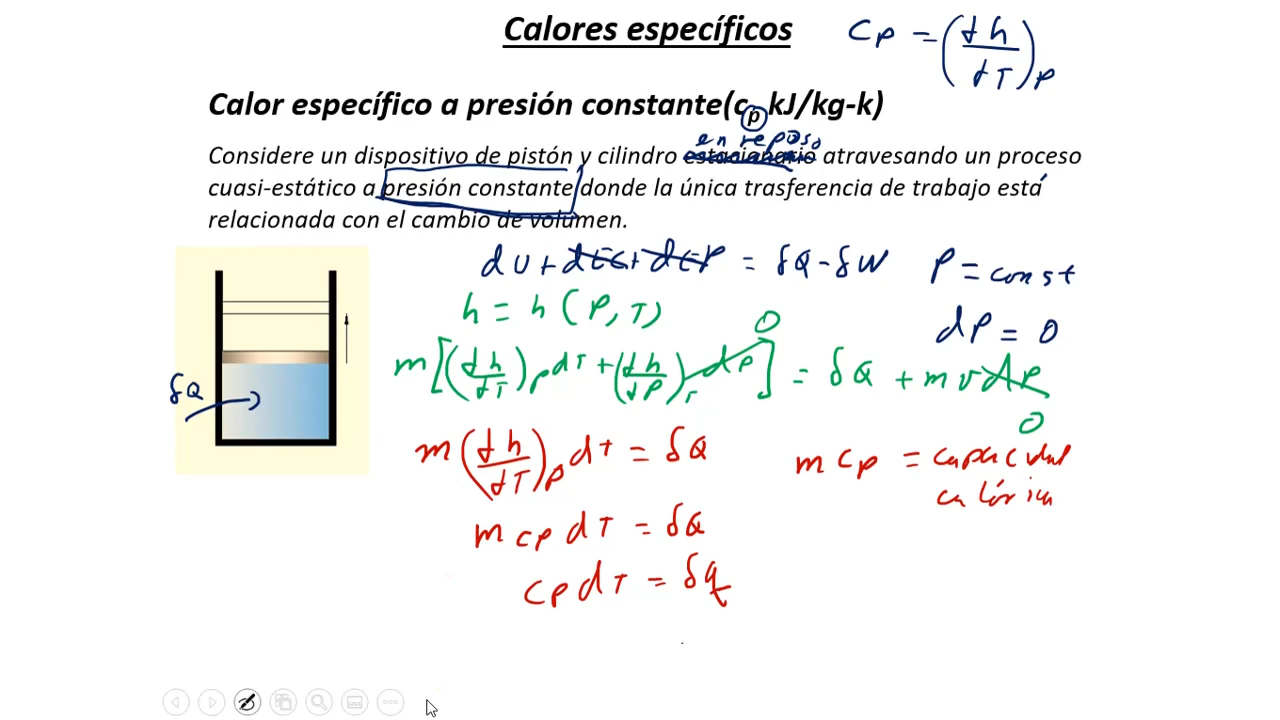 Calores específicos
cp = (dh/dT)p
Calor específico a presión constante(cp kJ/kg-k)
en reposo
Considere un dispositivo de pistón y cilindro estacionario atravesando un proceso
cuasi-estático a presión constante donde la única trasferencia de trabajo está
relacionada con el cambio de volumen.
dU + dEC + dEP = δQ - δW
P = const
h = h(P,T)
dP = 0
m[(dh/dT)p dT + (dh/dP)T dP] = δQ + m v dP
0
0
δQ
m(dh/dT)p dT = δQ
m cp = capacidad
calórica
m cp dT = δQ
cp dT = δq